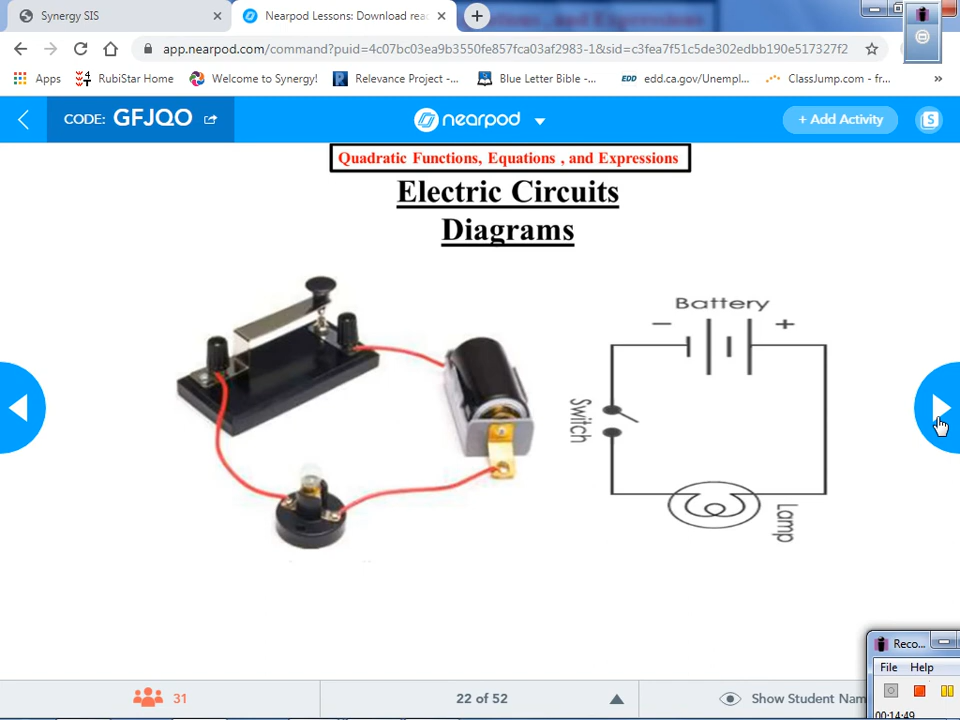 Synergy SIS
Nearpod Lessons: Download rea
app.nearpod.com/command?puid=4c07bc03ea9b3550fe857fca03af2983-1&sid=c3fea7f51c5de302edbb190e517327f2
Apps RubiStar Home Welcome to Synergy! Relevance Project -... Blue Letter Bible -... EDD edd.ca.gov/Unempl... ClassJump.com - fr... »
CODE: GFJQO nearpod + Add Activity S
Quadratic Functions, Equations , and Expressions
Electric Circuits
Diagrams
Battery
− +
Switch
Lamp
Reco...
File Help
31 22 of 52 Show Student Nam
00:14:49